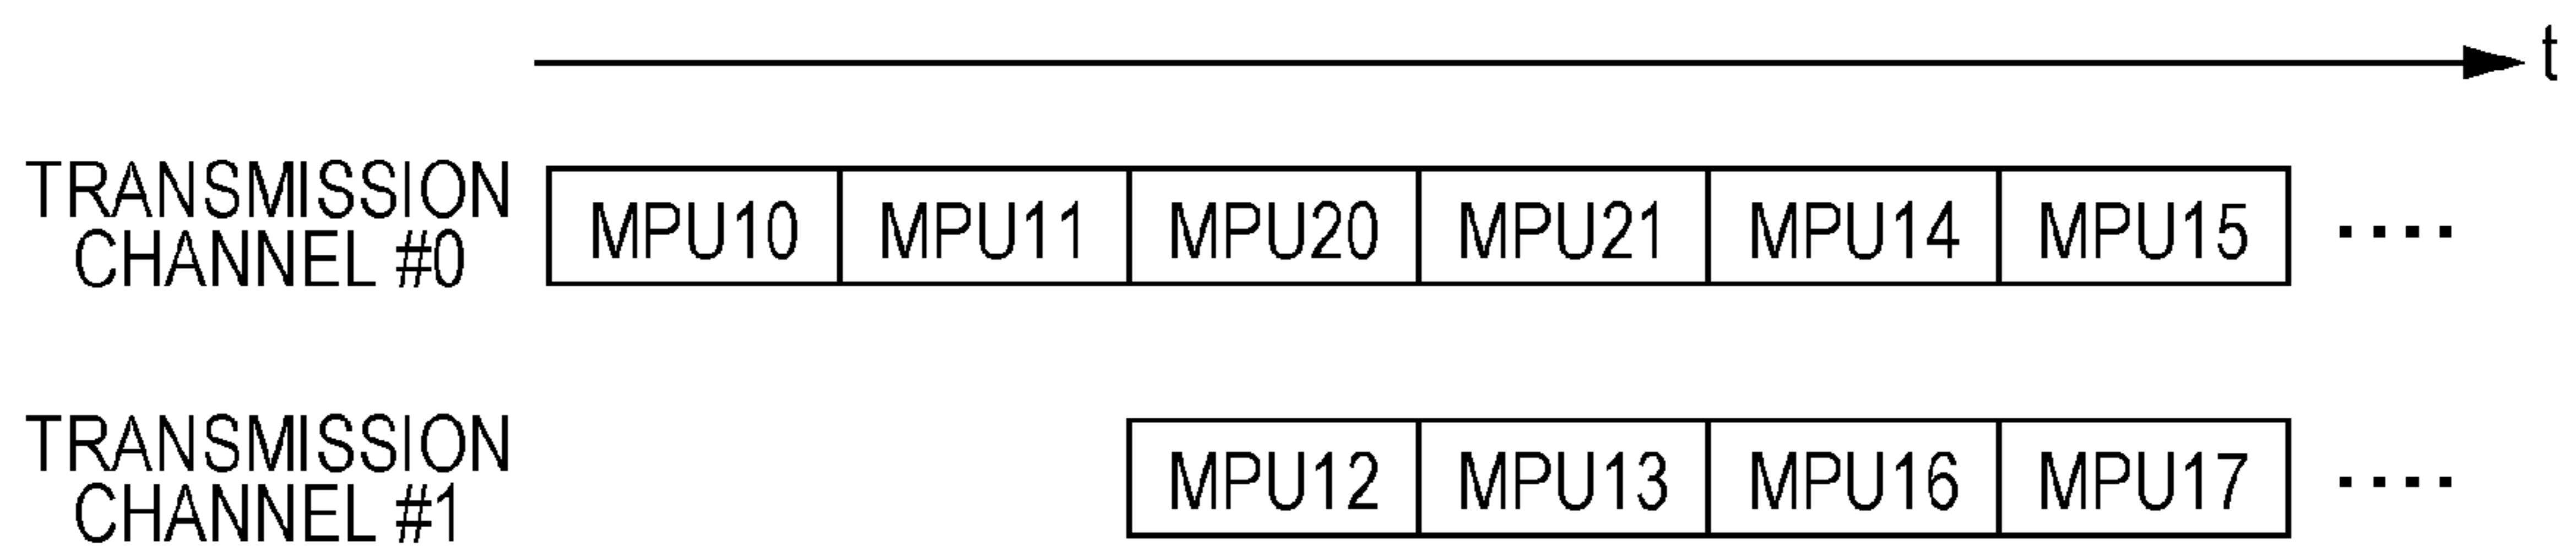 t
TRANSMISSION
CHANNEL #0
MPU10 MPU11 MPU20 MPU21 MPU14 MPU15 ....
TRANSMISSION
CHANNEL #1
MPU12 MPU13 MPU16 MPU17 ....